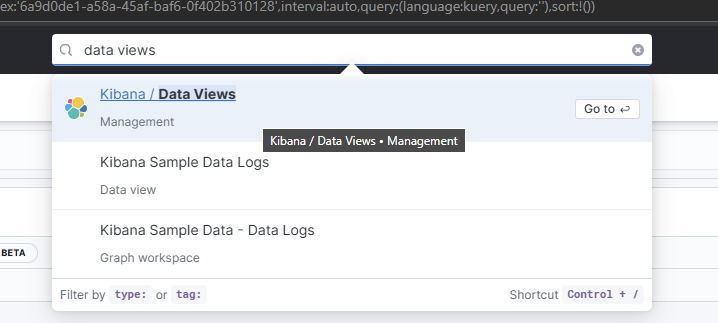 ex:'6a9d0de1-a58a-45af-baf6-0f402b310128',interval:auto,query:(language:kuery,query:''),sort:!())
data views
Kibana / Data Views
Go to
Management
Kibana / Data Views • Management
Kibana Sample Data Logs
Data view
Kibana Sample Data - Data Logs
BETA
Graph workspace
Filter by type: or tag: Shortcut Control + /